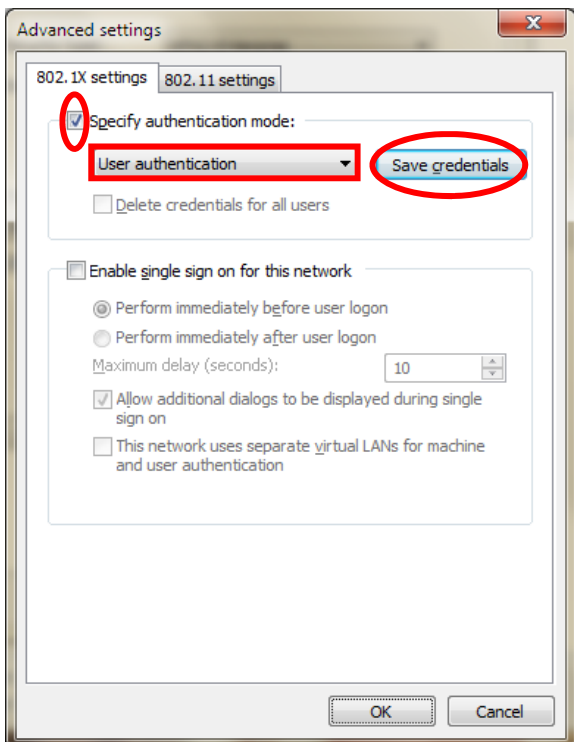 Advanced settings
802.1X settings
802.11 settings
Specify authentication mode:
User authentication
Save credentials
Delete credentials for all users
Enable single sign on for this network
Perform immediately before user logon
Perform immediately after user logon
Maximum delay (seconds):
10
Allow additional dialogs to be displayed during single
sign on
This network uses separate virtual LANs for machine
and user authentication
OK
Cancel